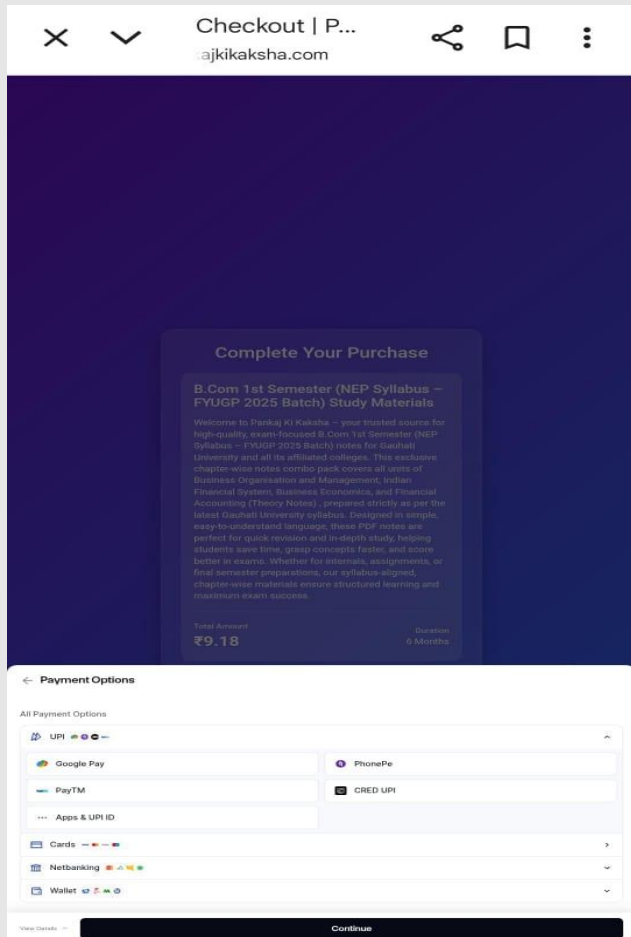 Checkout | P...
ajkikaksha.com
Complete Your Purchase
B.Com 1st Semester (NEP Syllabus –
FYUGP 2025 Batch) Study Materials
Welcome to Pankaj Ki Kaksha – your trusted source for
high-quality, exam-focused B.Com 1st Semester (NEP
Syllabus – FYUGP 2025 Batch) notes for Gauhati
University and all its affiliated colleges. This exclusive
chapter-wise notes combo pack covers all units of
Business Organisation and Management, Indian
Financial System, Business Economics, and Financial
Accounting (Theory Notes) , prepared strictly as per the
latest Gauhati University syllabus. Designed in simple,
easy-to-understand language, these PDF notes are
perfect for quick revision and in-depth study, helping
students save time, grasp concepts faster, and score
better in exams. Whether for internals, assignments, or
final semester preparations, our syllabus-aligned,
chapter-wise materials ensure structured learning and
maximum exam success.
Total Amount
Duration
₹9.18
6 Months
Payment Options
All Payment Options
UPI
Google Pay
PhonePe
PayTM
CRED UPI
Apps & UPI ID
Cards
Netbanking
Wallet
View Details
Continue